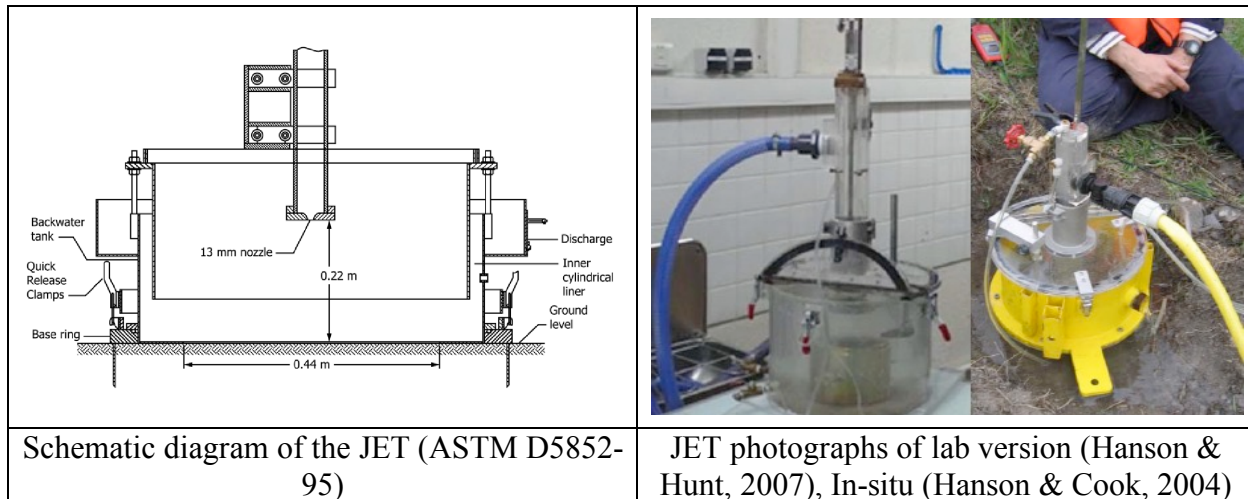 Backwater
tank
Quick
Release
Clamps
Base ring
13 mm nozzle
0.22 m
0.44 m
Discharge
Inner
cylindrical
liner
Ground
level
Schematic diagram of the JET (ASTM D5852-
95)
JET photographs of lab version (Hanson &
Hunt, 2007), In-situ (Hanson & Cook, 2004)